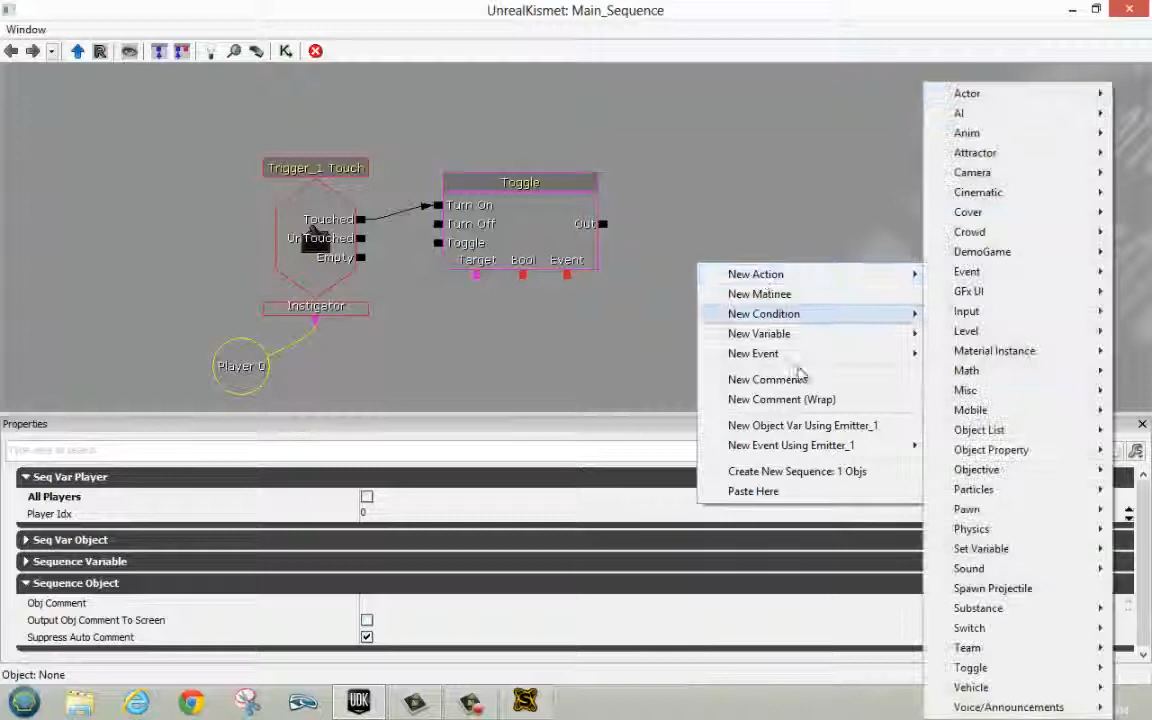 UnrealKismet: Main_Sequence
Window
Trigger_1 Touch
Touched
UnTouched
Empty
Instigator
Player 0
Toggle
Turn On
Turn Off
Toggle
Out
Target Bool Event
New Action
New Matinee
New Condition
New Variable
New Event
New Comment
New Comment (Wrap)
New Object Var Using Emitter_1
New Event Using Emitter_1
Create New Sequence: 1 Objs
Paste Here
Actor
AI
Anim
Attractor
Camera
Cinematic
Cover
Crowd
DemoGame
Event
GFx UI
Input
Level
Material Instance
Math
Misc
Mobile
Object List
Object Property
Objective
Particles
Pawn
Physics
Set Variable
Sound
Spawn Projectile
Substance
Switch
Team
Toggle
Vehicle
Voice/Announcements
Properties
Seq Var Player
All Players
Player Idx 0
Seq Var Object
Sequence Variable
Sequence Object
Obj Comment
Output Obj Comment To Screen
Suppress Auto Comment
Object: None
UDK